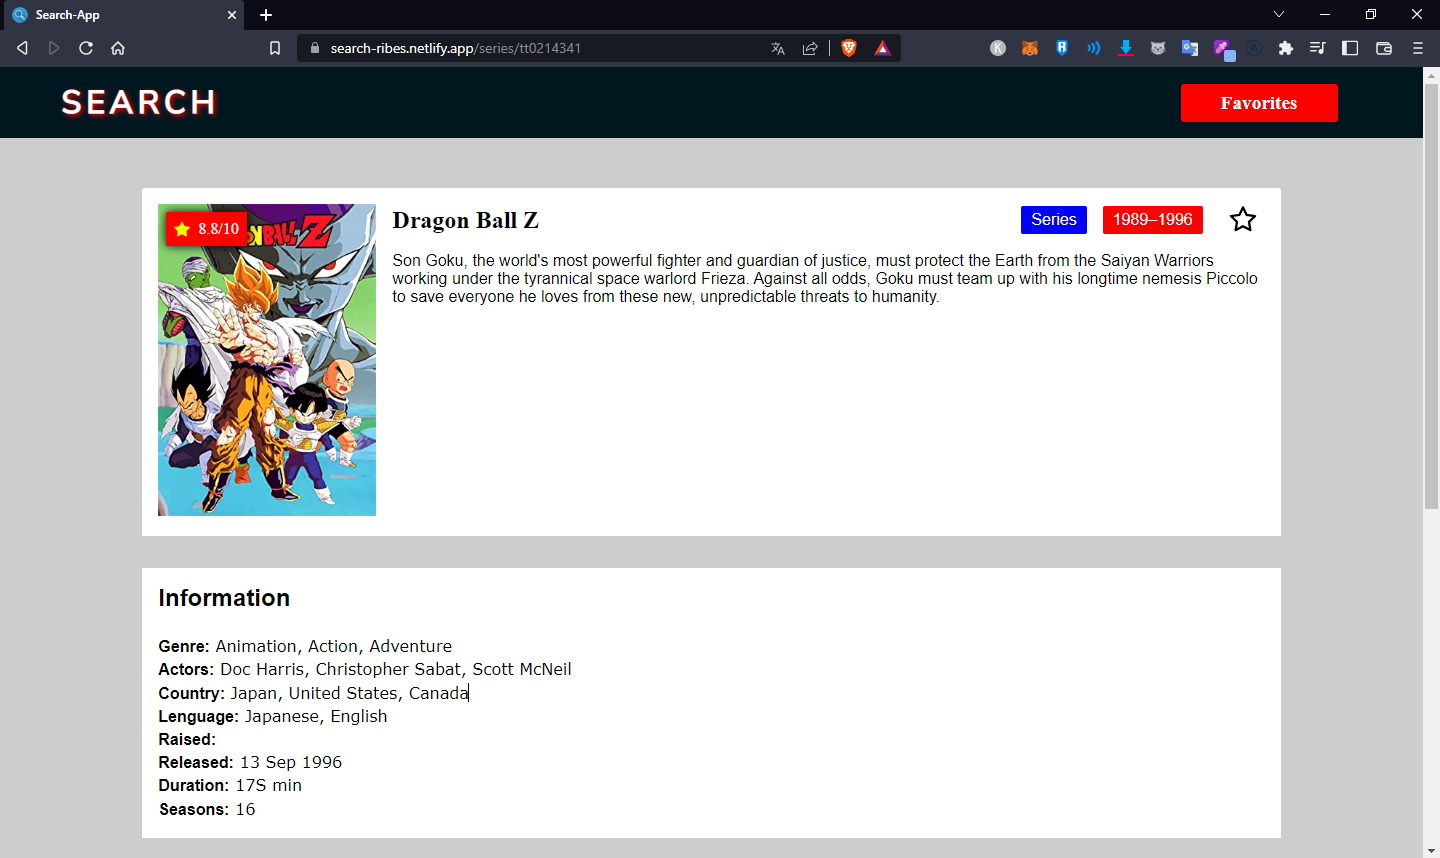 Search-App
search-ribes.netlify.app/series/tt0214341
SEARCH
Favorites
8.8/10
Dragon Ball Z
Series
1989–1996
Son Goku, the world's most powerful fighter and guardian of justice, must protect the Earth from the Saiyan Warriors
working under the tyrannical space warlord Frieza. Against all odds, Goku must team up with his longtime nemesis Piccolo
to save everyone he loves from these new, unpredictable threats to humanity.
Information
Genre: Animation, Action, Adventure
Actors: Doc Harris, Christopher Sabat, Scott McNeil
Country: Japan, United States, Canada
Lenguage: Japanese, English
Raised:
Released: 13 Sep 1996
Duration: 17S min
Seasons: 16